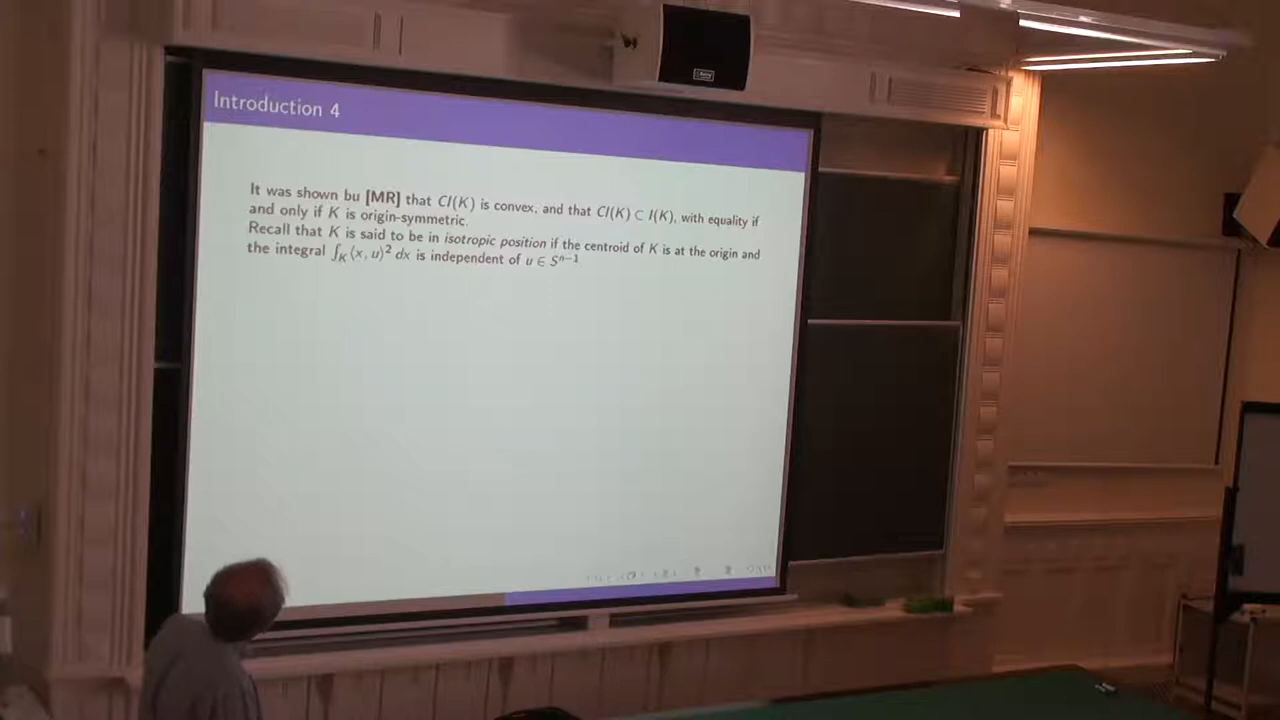 Introduction 4
It was shown bu [MR] that CI(K) is convex, and that CI(K) ⊂ I(K), with equality if
and only if K is origin-symmetric.
Recall that K is said to be in isotropic position if the centroid of K is at the origin and
the integral ∫_K ⟨x, u⟩² dx is independent of u ∈ Sⁿ⁻¹